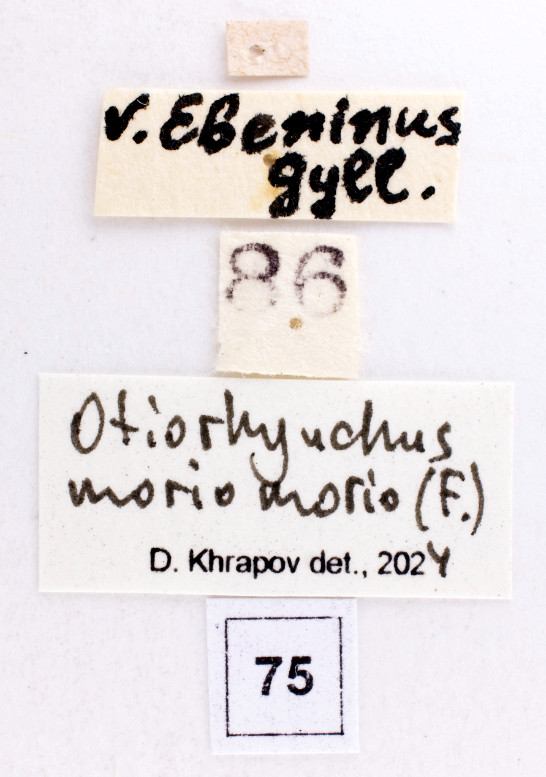 v. Ebeninus
gyll.
86
Otiorhynchus
morio morio (F.)
D. Khrapov det., 2024
75